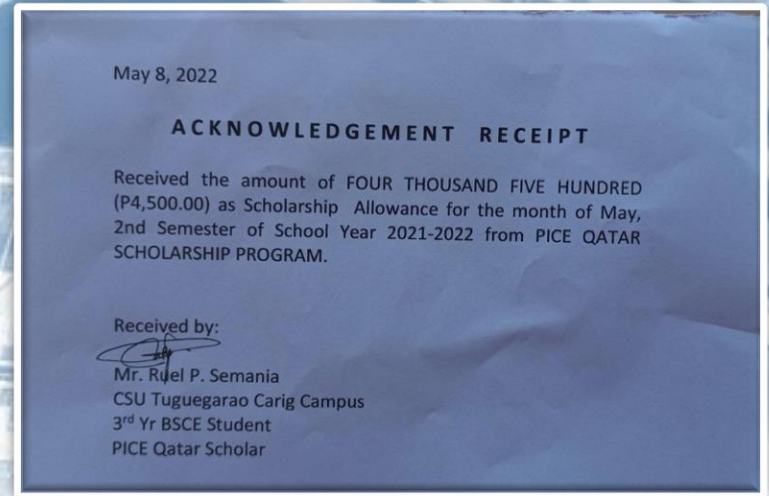 May 8, 2022
ACKNOWLEDGEMENT RECEIPT
Received the amount of FOUR THOUSAND FIVE HUNDRED
(P4,500.00) as Scholarship Allowance for the month of May,
2nd Semester of School Year 2021-2022 from PICE QATAR
SCHOLARSHIP PROGRAM.
Received by:
Mr. Ruel P. Semania
CSU Tuguegarao Carig Campus
3rd Yr BSCE Student
PICE Qatar Scholar